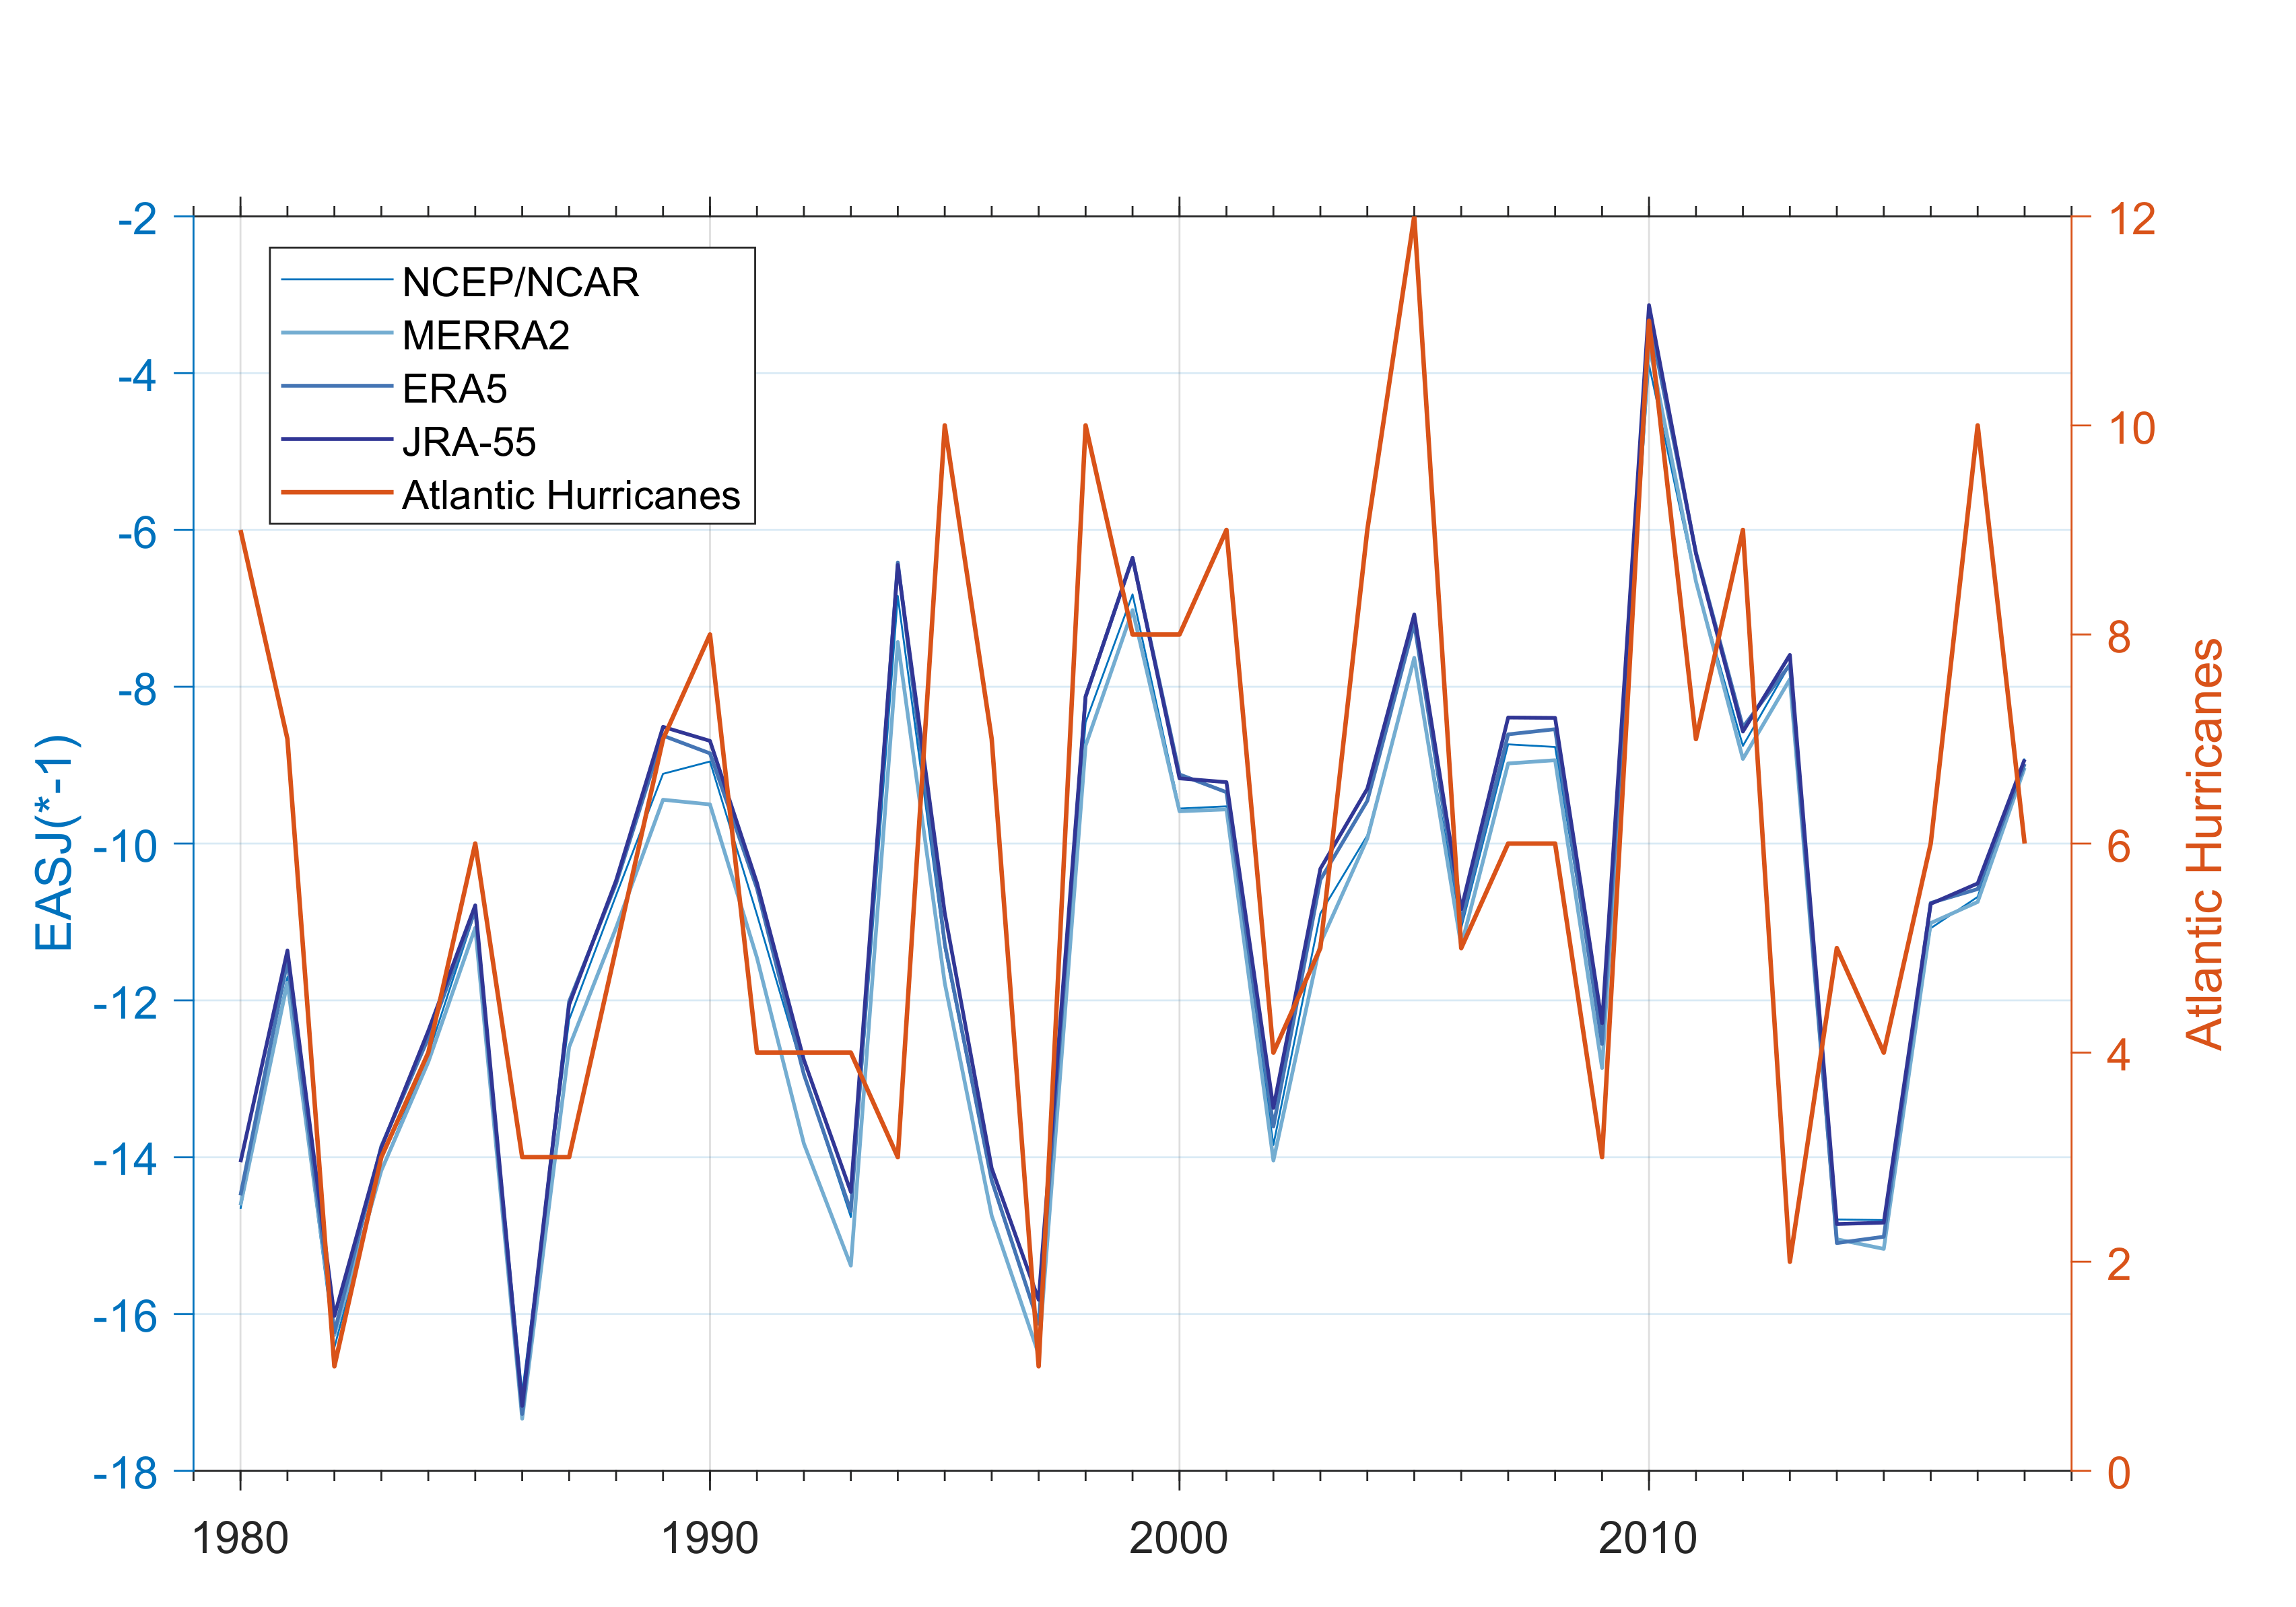 -2
-4
-6
-8
-10
-12
-14
-16
-18
EASJ(*-1)
NCEP/NCAR
MERRA2
ERA5
JRA-55
Atlantic Hurricanes
12
10
8
6
4
2
0
Atlantic Hurricanes
1980
1990
2000
2010